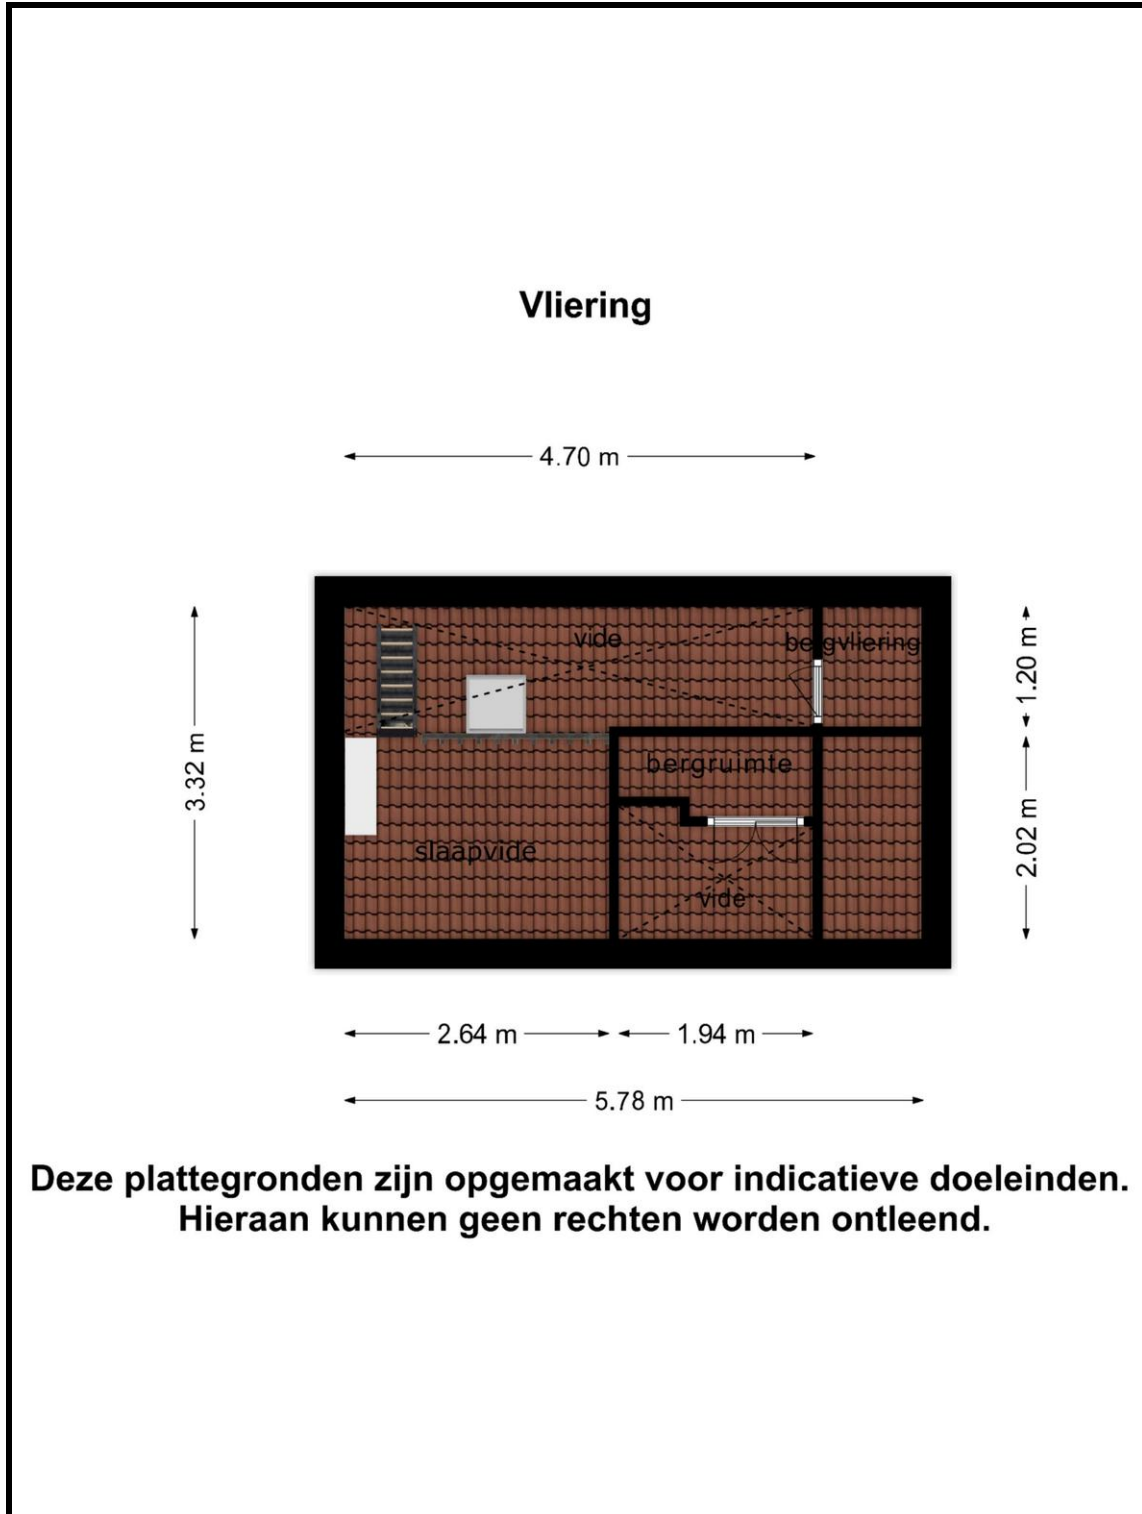 Vliering
4.70 m
vide
bergvliering
1.20 m
3.32 m
bergruimte
2.02 m
slaapvide
vide
2.64 m
1.94 m
5.78 m
Deze plattegronden zijn opgemaakt voor indicatieve doeleinden.
Hieraan kunnen geen rechten worden ontleend.